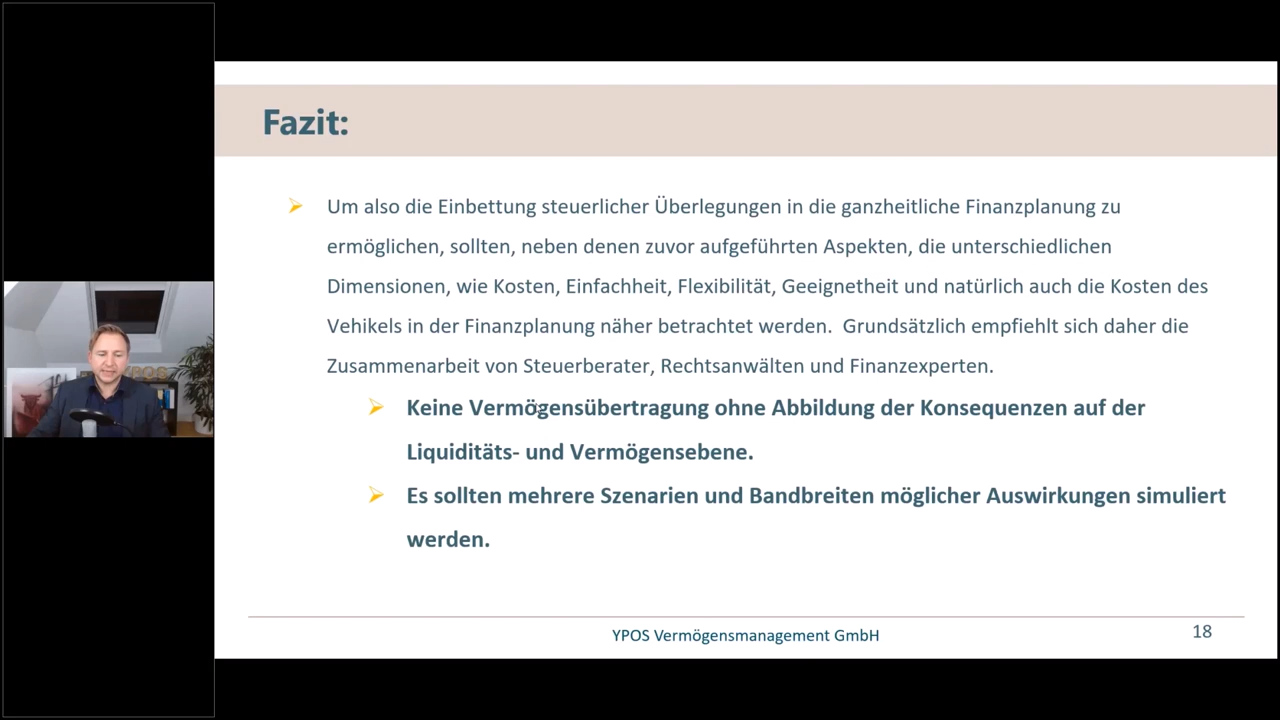 Fazit:
Um also die Einbettung steuerlicher Überlegungen in die ganzheitliche Finanzplanung zu
ermöglichen, sollten, neben denen zuvor aufgeführten Aspekten, die unterschiedlichen
Dimensionen, wie Kosten, Einfachheit, Flexibilität, Geeignetheit und natürlich auch die Kosten des
Vehikels in der Finanzplanung näher betrachtet werden. Grundsätzlich empfiehlt sich daher die
Zusammenarbeit von Steuerberater, Rechtsanwälten und Finanzexperten.
Keine Vermögensübertragung ohne Abbildung der Konsequenzen auf der
Liquiditäts- und Vermögensebene.
Es sollten mehrere Szenarien und Bandbreiten möglicher Auswirkungen simuliert
werden.
YPOS Vermögensmanagement GmbH
18